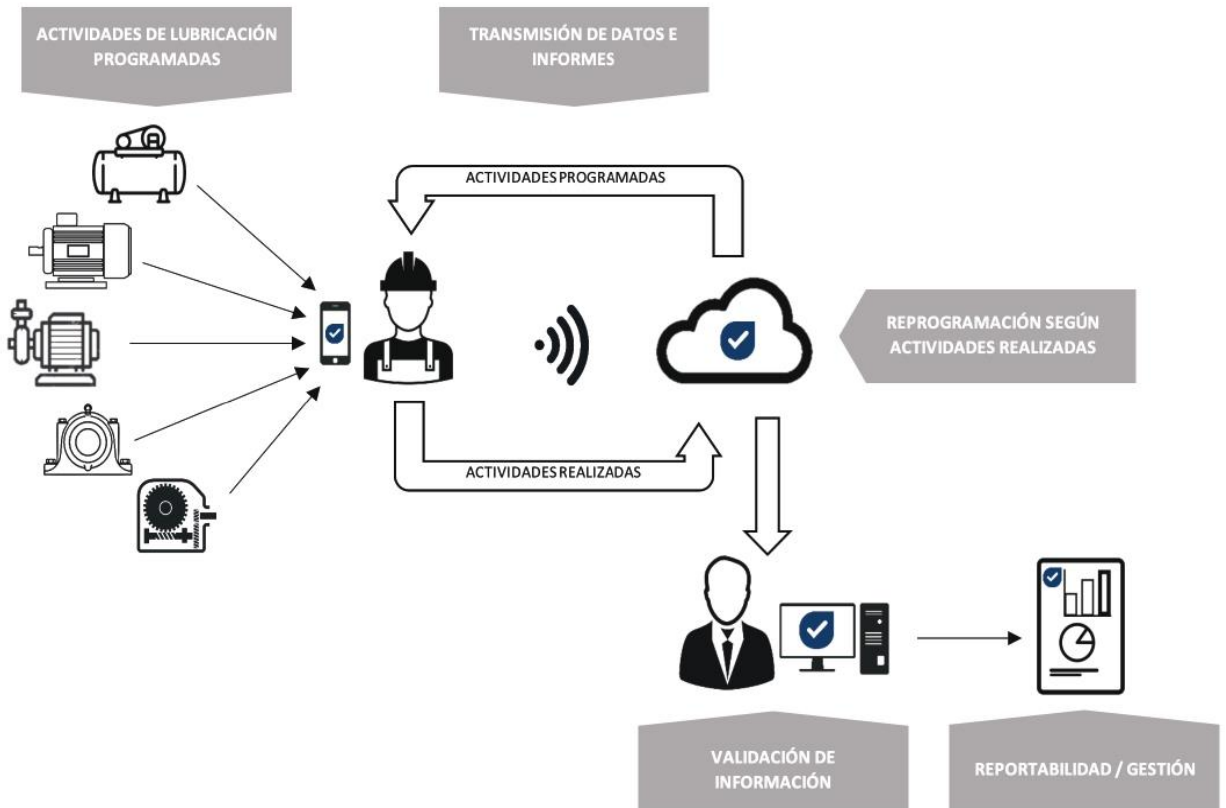 ACTIVIDADES DE LUBRICACIÓN
PROGRAMADAS
TRANSMISIÓN DE DATOS E
INFORMES
ACTIVIDADES PROGRAMADAS
REPROGRAMACIÓN SEGÚN
ACTIVIDADES REALIZADAS
ACTIVIDADES REALIZADAS
VALIDACIÓN DE
INFORMACIÓN
REPORTABILIDAD / GESTIÓN